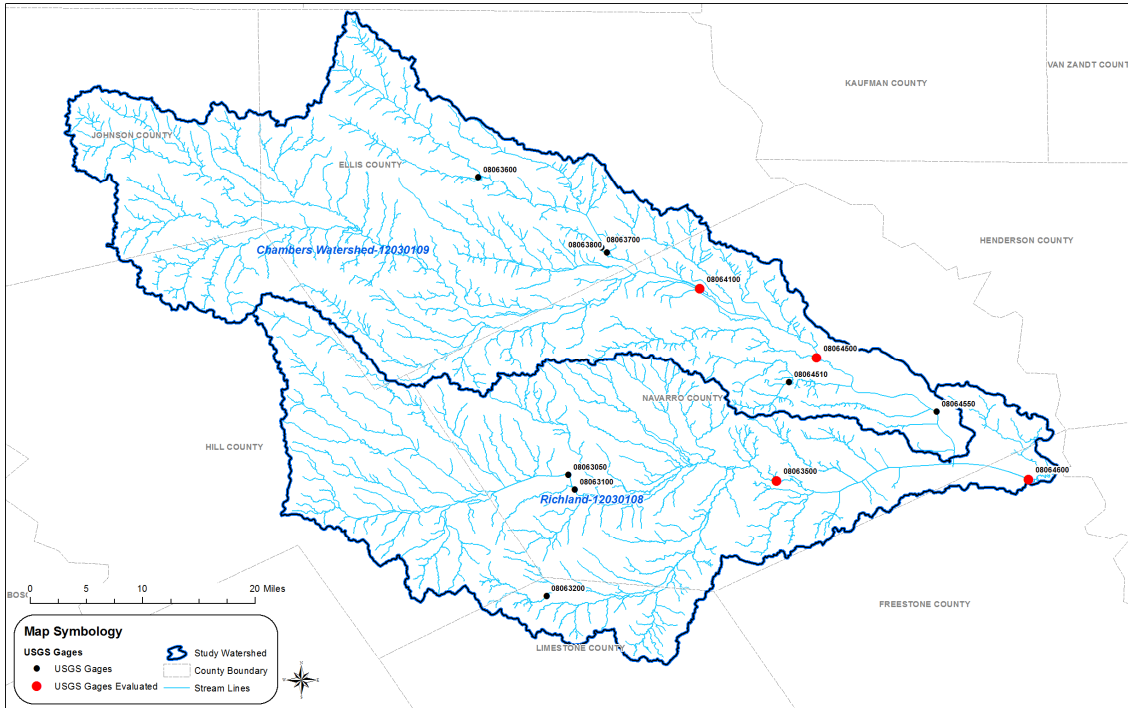 VAN ZANDT COUNT
KAUFMAN COUNTY
JOHNSON COUNTY
ELLIS COUNTY
08063600
HENDERSON COUNTY
08063800
08063700
Chambers Watershed-12030109
08064100
08064500
08064510
NAVARRO COUNTY
08064550
HILL COUNTY
08063050
08063500
08064600
08063100
Richland-12030108
08063200
BOSQ
FREESTONE COUNTY
LIMESTONE COUNTY
0 5 10 20 Miles
Map Symbology
USGS Gages
USGS Gages
USGS Gages Evaluated
Study Watershed
County Boundary
Stream Lines
N
W
E
S